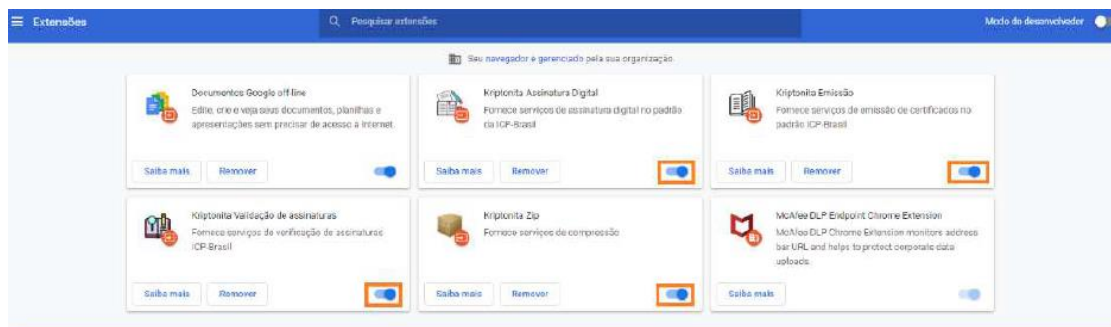 Extensões
Pesquisar extensões
Modo do desenvolvedor
Seu navegador é gerenciado pela sua organização
Documentos Google off-line
Edite, crie e veja seus documentos, planilhas e
apresentações sem precisar de acesso à Internet.
Saiba mais
Remover
Kriptonita Assinatura Digital
Fornece serviços de assinatura digital no padrão
da ICP-Brasil
Saiba mais
Remover
Kriptonita Emissão
Fornece serviços de emissão de certificados no
padrão ICP-Brasil
Saiba mais
Remover
Kriptonita Validação de assinaturas
Fornece serviços de verificação de assinaturas
ICP-Brasil
Saiba mais
Remover
Kriptonita Zip
Fornece serviços de compressão
Saiba mais
Remover
McAfee DLP Endpoint Chrome Extension
McAfee DLP Chrome Extension monitors address
bar URL and helps to protect corporate data
uploads.
Saiba mais